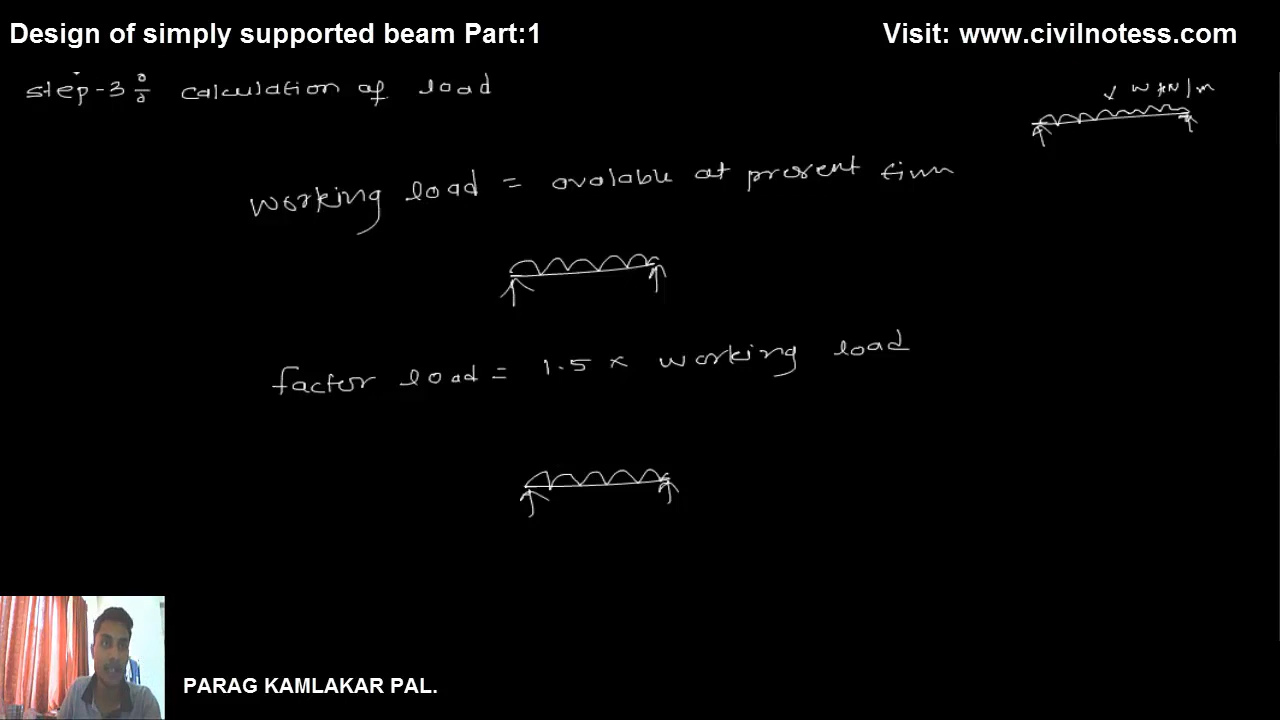 Design of simply supported beam Part:1
Visit: www.civilnotess.com
step-3 calculation of load
w kN/m
working load = avalable at present
factor load = 1.5 x working load
PARAG KAMLAKAR PAL.